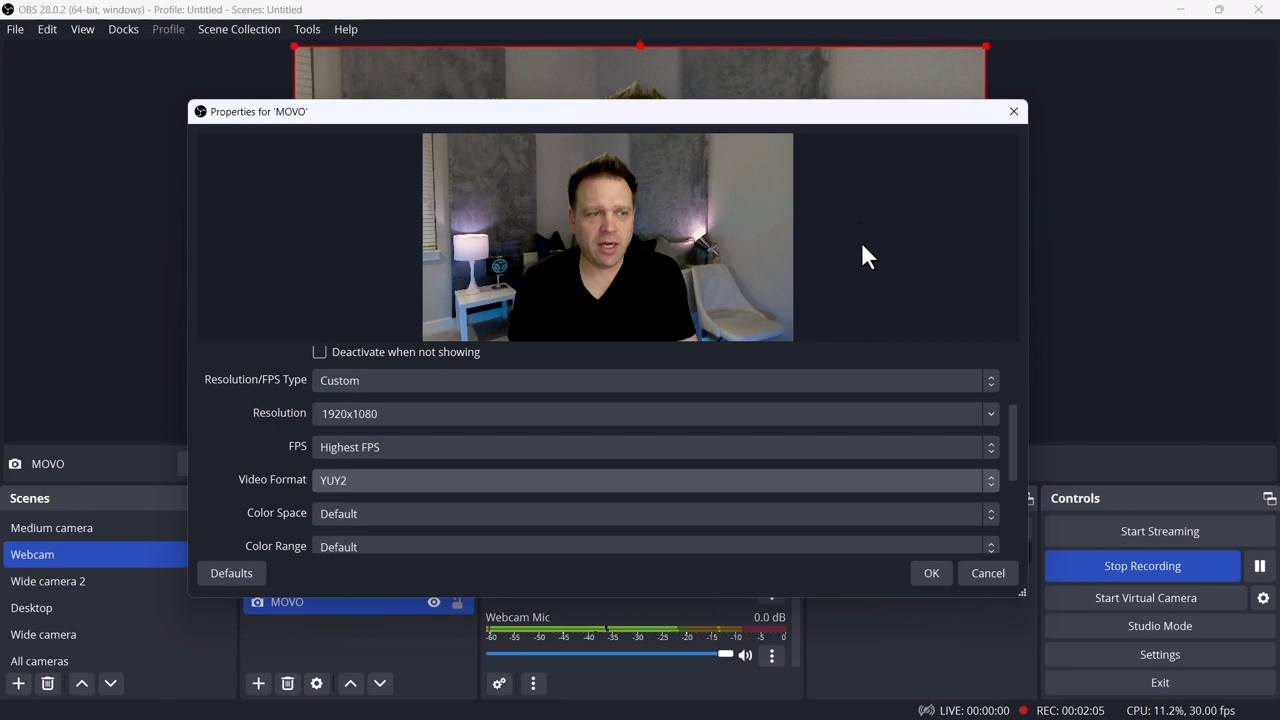 OBS 28.0.2 (64-bit, windows) - Profile: Untitled - Scenes: Untitled
File Edit View Docks Profile Scene Collection Tools Help
Properties for 'MOVO'
Deactivate when not showing
Resolution/FPS Type Custom
Resolution 1920x1080
FPS Highest FPS
Video Format YUY2
Color Space Default
Color Range Default
Defaults OK Cancel
MOVO
Scenes
Medium camera
Webcam
Wide camera 2
Desktop
Wide camera
All cameras
MOVO
Webcam Mic 0.0 dB
-60 -55 -50 -45 -40 -35 -30 -25 -20 -15 -10 -5 0
Controls
Start Streaming
Stop Recording
Start Virtual Camera
Studio Mode
Settings
Exit
LIVE: 00:00:00 REC: 00:02:05 CPU: 11.2%, 30.00 fps